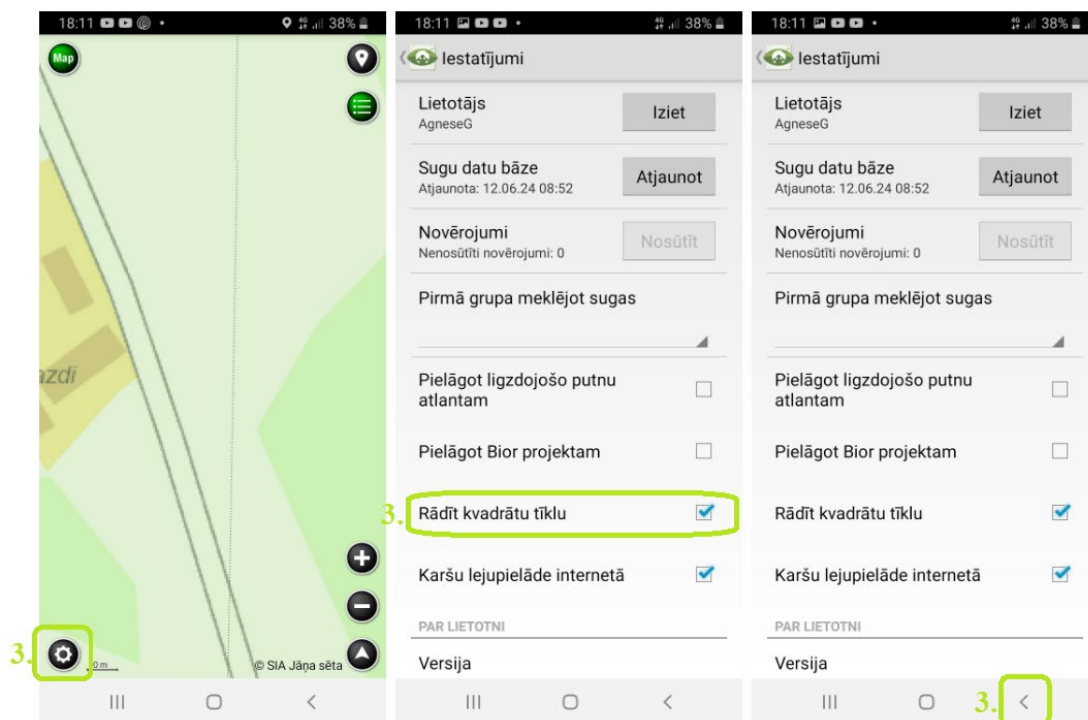 18:11
38%
Map
azdi
3.
0 m
© SIA Jāņa sēta
18:11
4G
38%
Iestatījumi
Lietotājs
AgneseG
Iziet
Sugu datu bāze
Atjaunota: 12.06.24 08:52
Atjaunot
Novērojumi
Nenosūtīti novērojumi: 0
Nosūtīt
Pirmā grupa meklējot sugas
Pielāgot ligzdojošo putnu
atlantam
Pielāgot Bior projektam
3.
Rādīt kvadrātu tīklu
Karšu lejupielāde internetā
PAR LIETOTNI
Versija
18:11
4G
38%
Iestatījumi
Lietotājs
AgneseG
Iziet
Sugu datu bāze
Atjaunota: 12.06.24 08:52
Atjaunot
Novērojumi
Nenosūtīti novērojumi: 0
Nosūtīt
Pirmā grupa meklējot sugas
Pielāgot ligzdojošo putnu
atlantam
Pielāgot Bior projektam
Rādīt kvadrātu tīklu
Karšu lejupielāde internetā
PAR LIETOTNI
Versija
3.